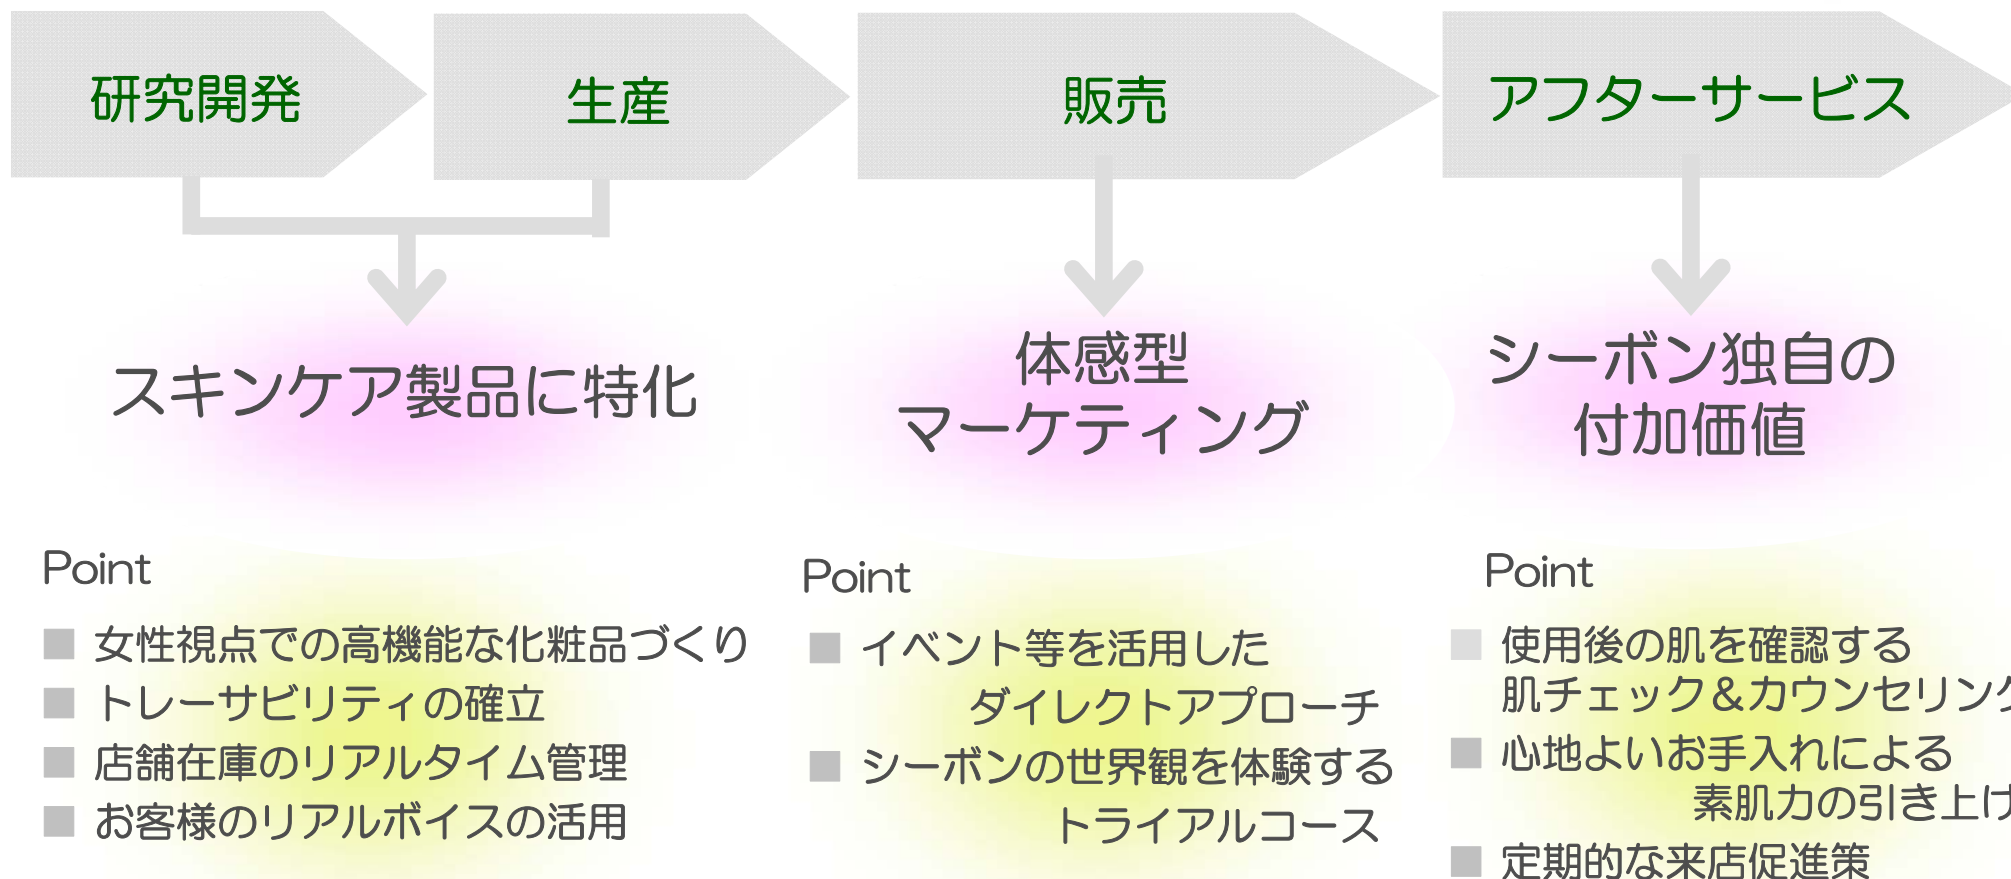 研究開発
生産
販売
アフターサービス
スキンケア製品に特化
体感型
マーケティング
シーボン独自の
付加価値
Point
■ 女性視点での高機能な化粧品づくり
■ トレーサビリティの確立
■ 店舗在庫のリアルタイム管理
■ お客様のリアルボイスの活用
Point
■ イベント等を活用した
ダイレクトアプローチ
■ シーボンの世界観を体験する
トライアルコース
Point
■ 使用後の肌を確認する
肌チェック＆カウンセリング
■ 心地よいお手入れによる
素肌力の引き上げ
■ 定期的な来店促進策